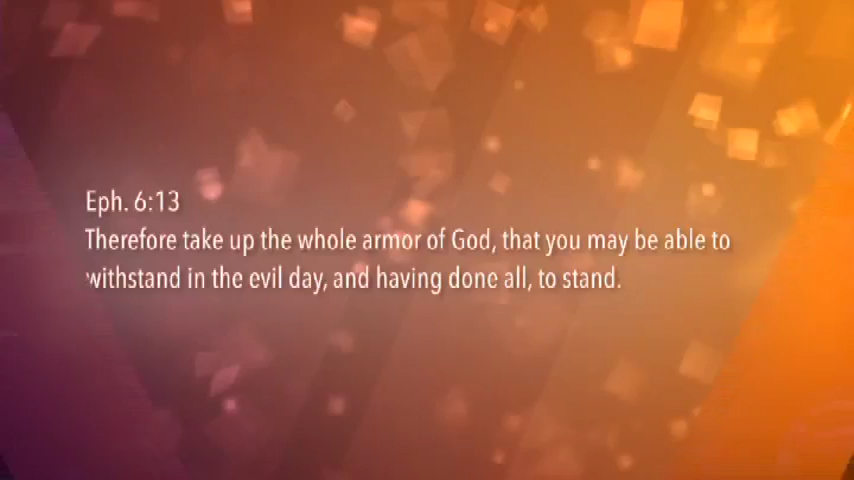 Eph. 6:13
Therefore take up the whole armor of God, that you may be able to
withstand in the evil day, and having done all, to stand.